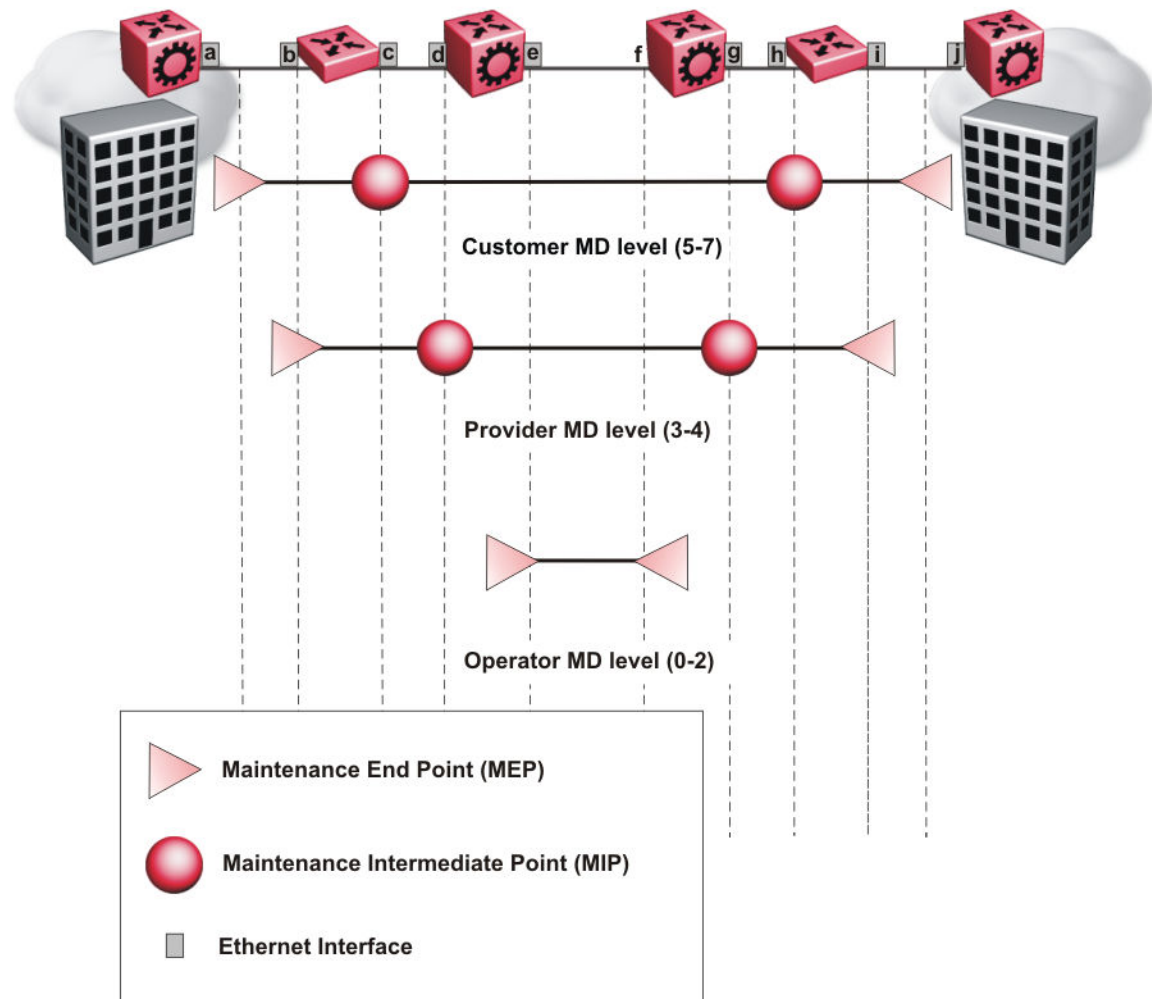 a b c d e f g h i j
Customer MD level (5-7)
Provider MD level (3-4)
Operator MD level (0-2)
Maintenance End Point (MEP)
Maintenance Intermediate Point (MIP)
Ethernet Interface